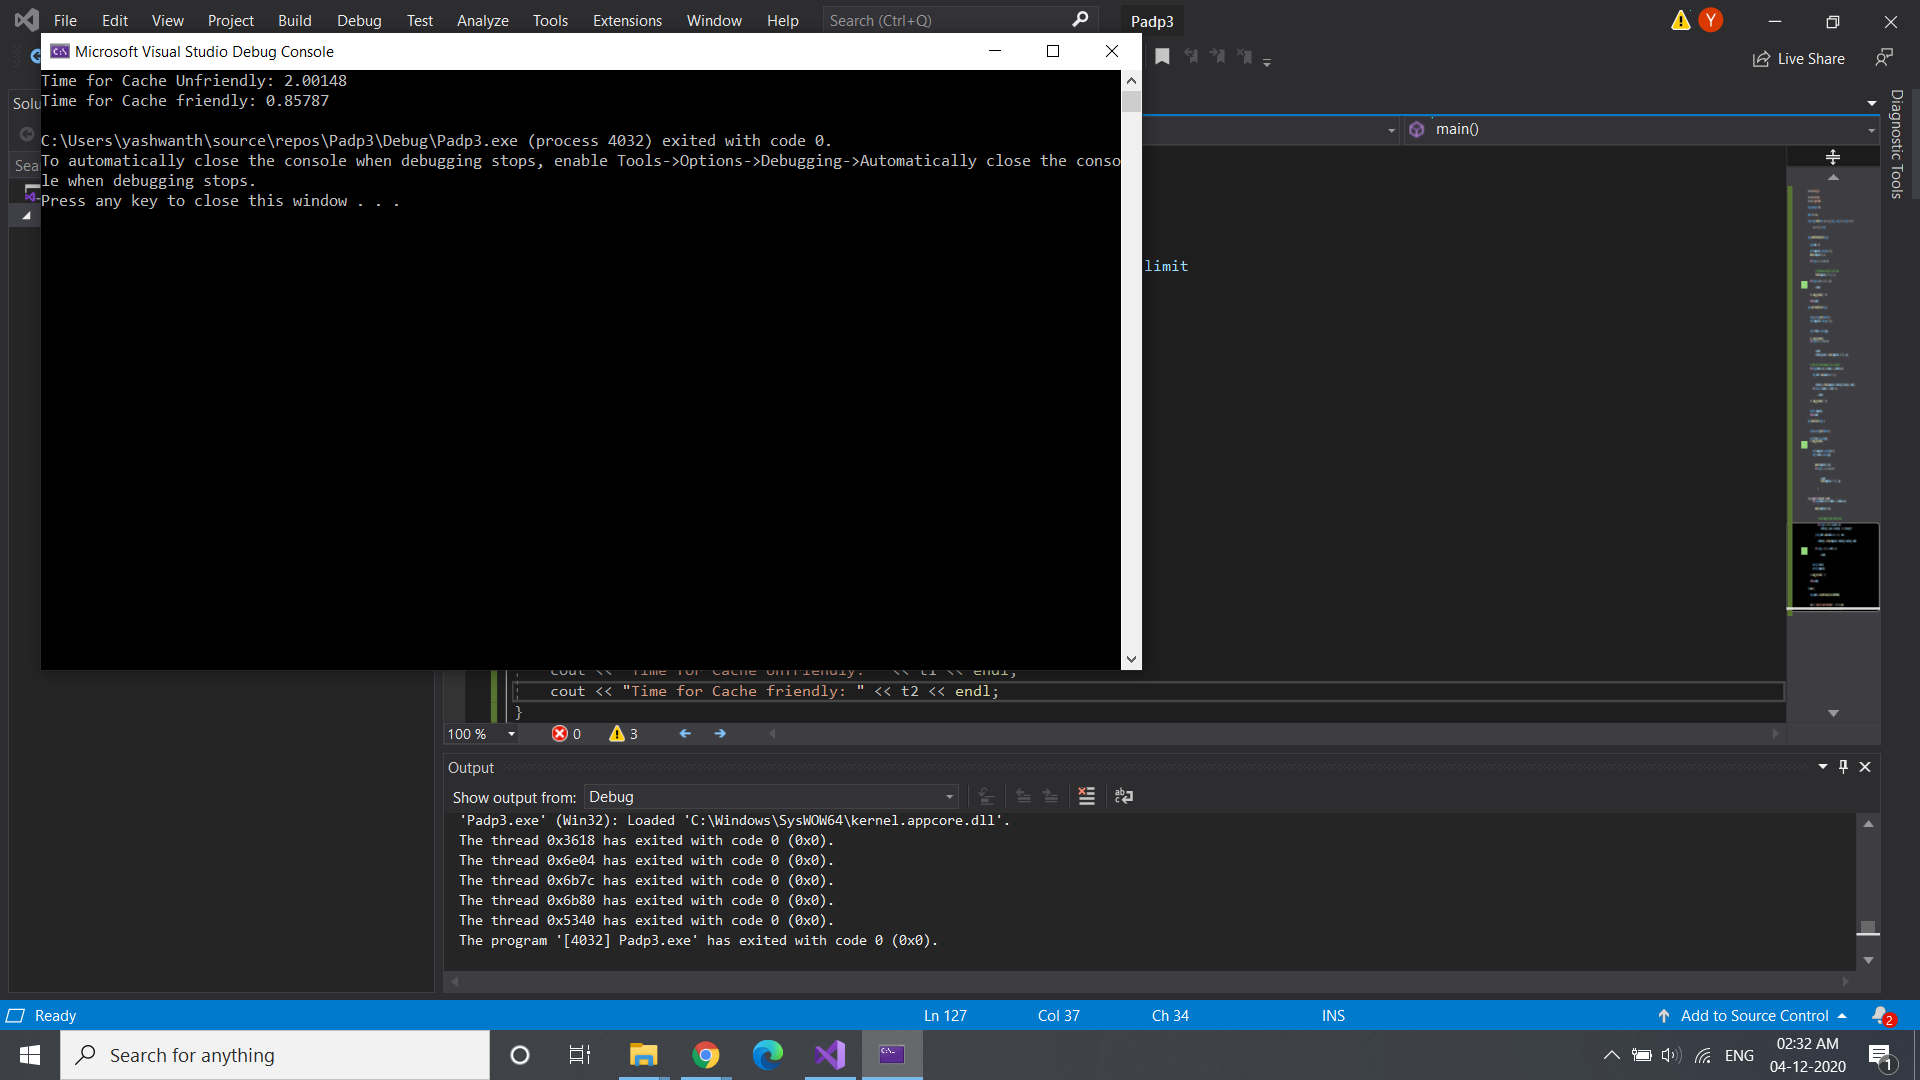 File Edit View Project Build Debug Test Analyze Tools Extensions Window Help Search (Ctrl+Q) Padp3 Y
Microsoft Visual Studio Debug Console
Live Share
Time for Cache Unfriendly: 2.00148
Time for Cache friendly: 0.85787
C:\Users\yashwanth\source\repos\Padp3\Debug\Padp3.exe (process 4032) exited with code 0.
To automatically close the console when debugging stops, enable Tools->Options->Debugging->Automatically close the conso
le when debugging stops.
Press any key to close this window . . .
Solu
Sea
main()
Diagnostic Tools
limit
cout << "Time for Cache Unfriendly: " << t1 << endl;
cout << "Time for Cache friendly: " << t2 << endl;
}
100 % 0 3
Output
Show output from: Debug
'Padp3.exe' (Win32): Loaded 'C:\Windows\SysWOW64\kernel.appcore.dll'.
The thread 0x3618 has exited with code 0 (0x0).
The thread 0x6e04 has exited with code 0 (0x0).
The thread 0x6b7c has exited with code 0 (0x0).
The thread 0x6b80 has exited with code 0 (0x0).
The thread 0x5340 has exited with code 0 (0x0).
The program '[4032] Padp3.exe' has exited with code 0 (0x0).
Ready Ln 127 Col 37 Ch 34 INS Add to Source Control 2
Search for anything
ENG
02:32 AM
04-12-2020
1